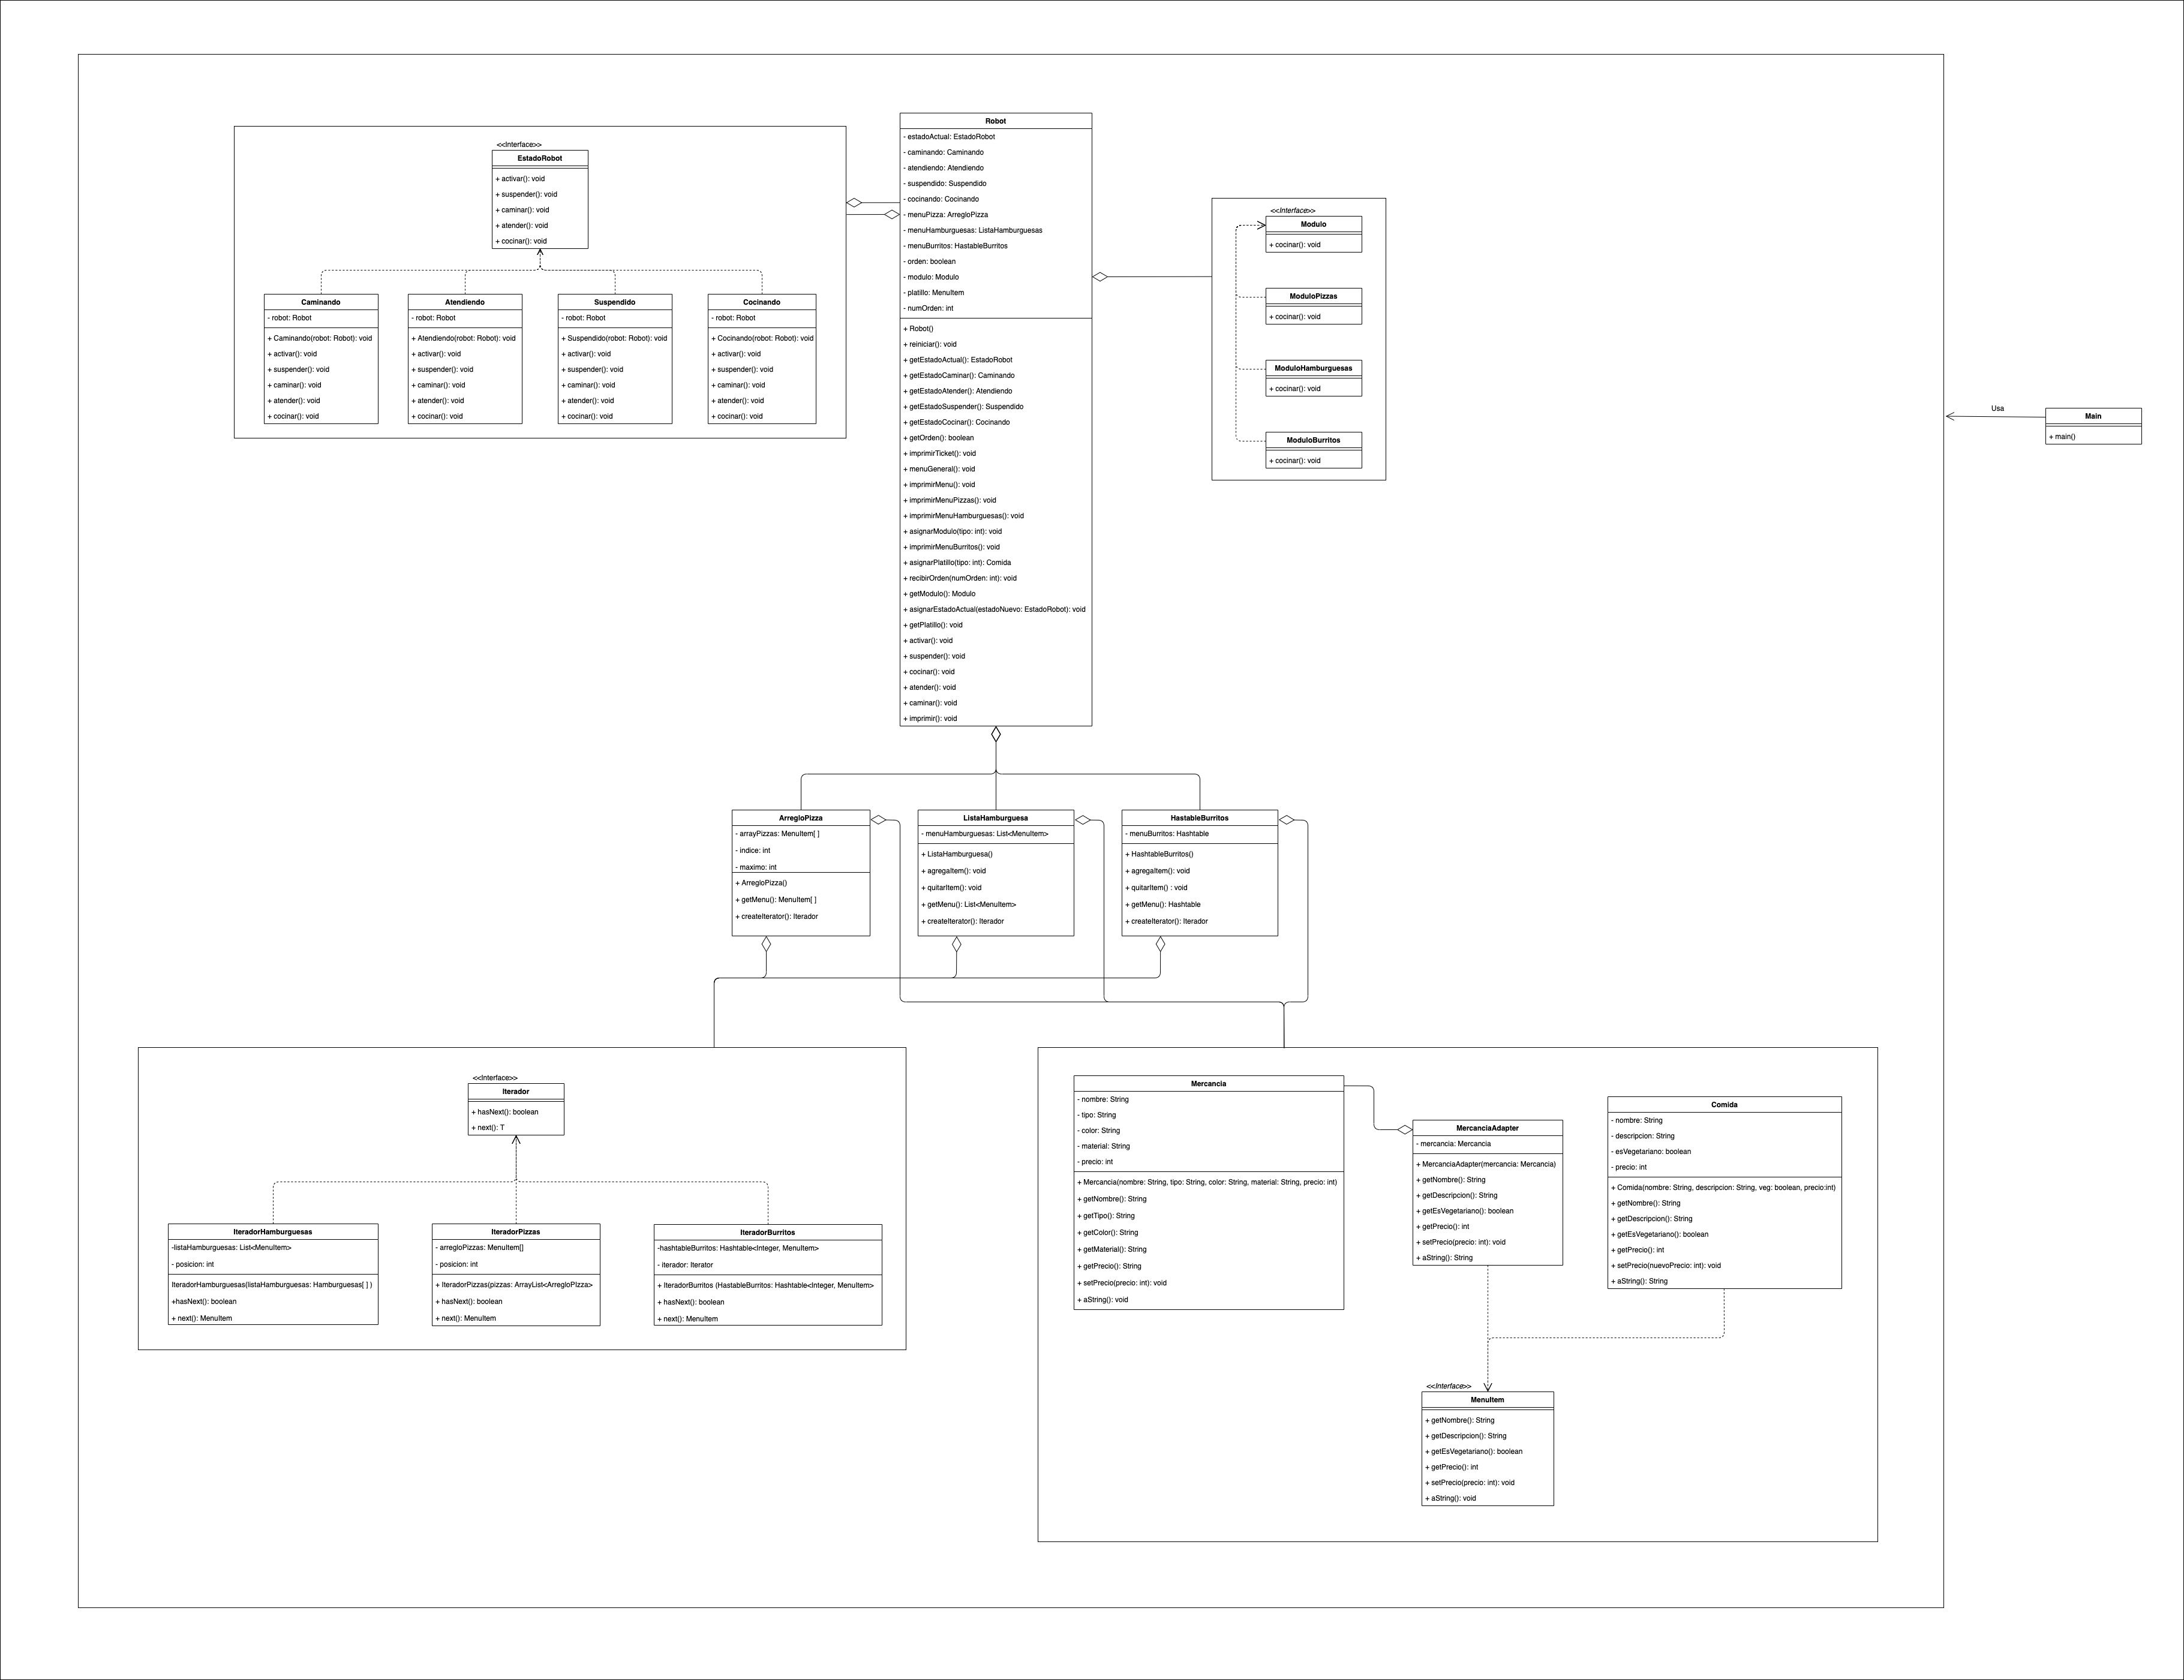 <<Interface>>
EstadoRobot
+ activar(): void
+ suspender(): void
+ caminar(): void
+ atender(): void
+ cocinar(): void
Caminando
- robot: Robot
+ Caminando(robot: Robot): void
+ activar(): void
+ suspender(): void
+ caminar(): void
+ atender(): void
+ cocinar(): void
Atendiendo
- robot: Robot
+ Atendiendo(robot: Robot): void
+ activar(): void
+ suspender(): void
+ caminar(): void
+ atender(): void
+ cocinar(): void
Suspendido
- robot: Robot
+ Suspendido(robot: Robot): void
+ activar(): void
+ suspender(): void
+ caminar(): void
+ atender(): void
+ cocinar(): void
Cocinando
- robot: Robot
+ Cocinando(robot: Robot): void
+ activar(): void
+ suspender(): void
+ caminar(): void
+ atender(): void
+ cocinar(): void
Robot
- estadoActual: EstadoRobot
- caminando: Caminando
- atendiendo: Atendiendo
- suspendido: Suspendido
- cocinando: Cocinando
- menuPizza: ArregloPizza
- menuHamburguesas: ListaHamburguesas
- menuBurritos: HastableBurritos
- orden: boolean
- modulo: Modulo
- platillo: MenuItem
- numOrden: int
+ Robot()
+ reiniciar(): void
+ getEstadoActual(): EstadoRobot
+ getEstadoCaminar(): Caminando
+ getEstadoAtender(): Atendiendo
+ getEstadoSuspender(): Suspendido
+ getEstadoCocinar(): Cocinando
+ getOrden(): boolean
+ imprimirTicket(): void
+ menuGeneral(): void
+ imprimirMenu(): void
+ imprimirMenuPizzas(): void
+ imprimirMenuHamburguesas(): void
+ asignarModulo(tipo: int): void
+ imprimirMenuBurritos(): void
+ asignarPlatillo(tipo: int): Comida
+ recibirOrden(numOrden: int): void
+ getModulo(): Modulo
+ asignarEstadoActual(estadoNuevo: EstadoRobot): void
+ getPlatillo(): void
+ activar(): void
+ suspender(): void
+ cocinar(): void
+ atender(): void
+ caminar(): void
+ imprimir(): void
<<Interface>>
Modulo
+ cocinar(): void
ModuloPizzas
+ cocinar(): void
ModuloHamburguesas
+ cocinar(): void
ModuloBurritos
+ cocinar(): void
Usa
Main
+ main()
ArregloPizza
- arrayPizzas: MenuItem[ ]
- indice: int
- maximo: int
+ ArregloPizza()
+ getMenu(): MenuItem[ ]
+ createIterator(): Iterador
ListaHamburguesa
- menuHamburguesas: List<MenuItem>
+ ListaHamburguesa()
+ agregaItem(): void
+ quitarItem(): void
+ getMenu(): List<MenuItem>
+ createIterator(): Iterador
HastableBurritos
- menuBurritos: Hashtable
+ HashtableBurritos()
+ agregaItem(): void
+ quitarItem() : void
+ getMenu(): Hashtable
+ createIterator(): Iterador
<<Interface>>
Iterador
+ hasNext(): boolean
+ next(): T
IteradorHamburguesas
-listaHamburguesas: List<MenuItem>
- posicion: int
IteradorHamburguesas(listaHamburguesas: Hamburguesas[ ] )
+hasNext(): boolean
+ next(): MenuItem
IteradorPizzas
- arregloPizzas: MenuItem[]
- posicion: int
+ IteradorPizzas(pizzas: ArrayList<ArregloPIzza>
+ hasNext(): boolean
+ next(): MenuItem
IteradorBurritos
-hashtableBurritos: Hashtable<Integer, MenuItem>
- iterador: Iterator
+ IteradorBurritos (HastableBurritos: Hashtable<Integer, MenuItem>
+ hasNext(): boolean
+ next(): MenuItem
Mercancia
- nombre: String
- tipo: String
- color: String
- material: String
- precio: int
+ Mercancia(nombre: String, tipo: String, color: String, material: String, precio: int)
+ getNombre(): String
+ getTipo(): String
+ getColor(): String
+ getMaterial(): String
+ getPrecio(): String
+ setPrecio(precio: int): void
+ aString(): void
MercanciaAdapter
- mercancia: Mercancia
+ MercanciaAdapter(mercancia: Mercancia)
+ getNombre(): String
+ getDescripcion(): String
+ getEsVegetariano(): boolean
+ getPrecio(): int
+ setPrecio(precio: int): void
+ aString(): String
Comida
- nombre: String
- descripcion: String
- esVegetariano: boolean
- precio: int
+ Comida(nombre: String, descripcion: String, veg: boolean, precio:int)
+ getNombre(): String
+ getDescripcion(): String
+ getEsVegetariano(): boolean
+ getPrecio(): int
+ setPrecio(nuevoPrecio: int): void
+ aString(): String
<<Interface>>
MenuItem
+ getNombre(): String
+ getDescripcion(): String
+ getEsVegetariano(): boolean
+ getPrecio(): int
+ setPrecio(precio: int): void
+ aString(): void